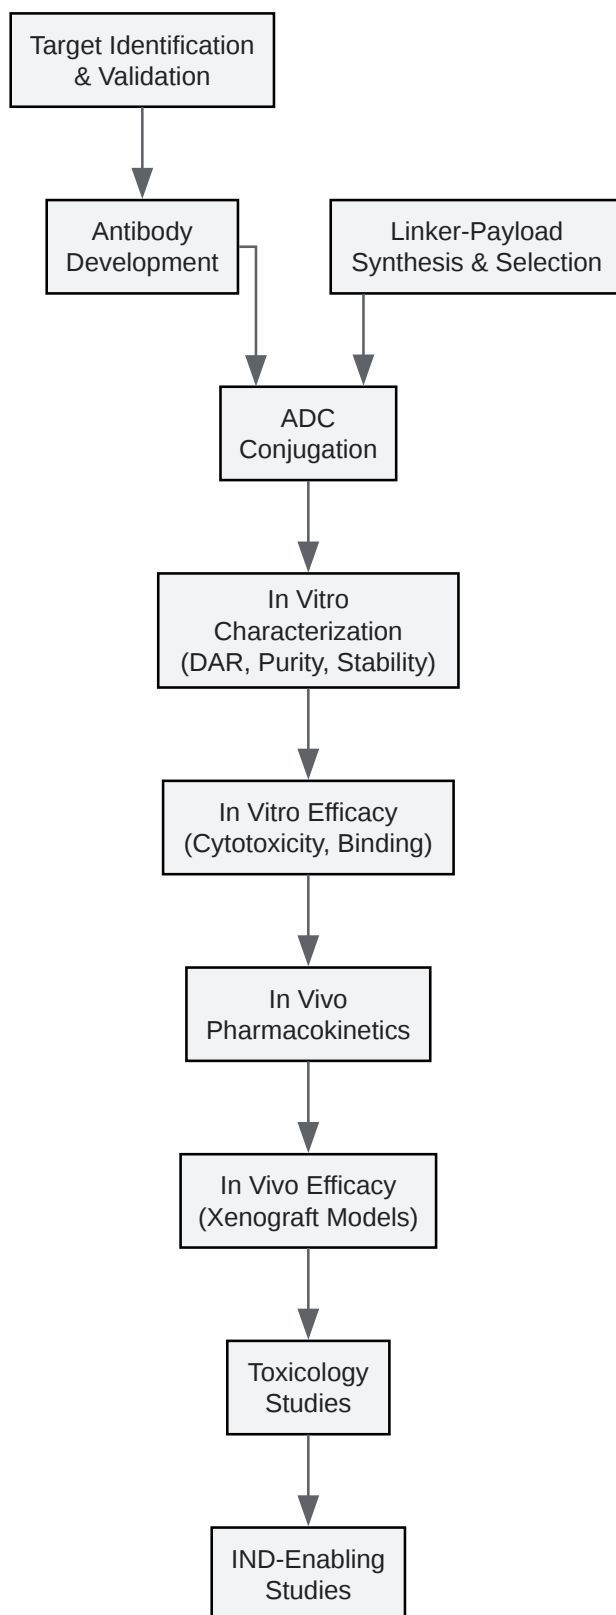 Target Identification
& Validation
Antibody
Development
Linker-Payload
Synthesis & Selection
ADC
Conjugation
In Vitro
Characterization
(DAR, Purity, Stability)
In Vitro Efficacy
(Cytotoxicity, Binding)
In Vivo
Pharmacokinetics
In Vivo Efficacy
(Xenograft Models)
Toxicology
Studies
IND-Enabling
Studies